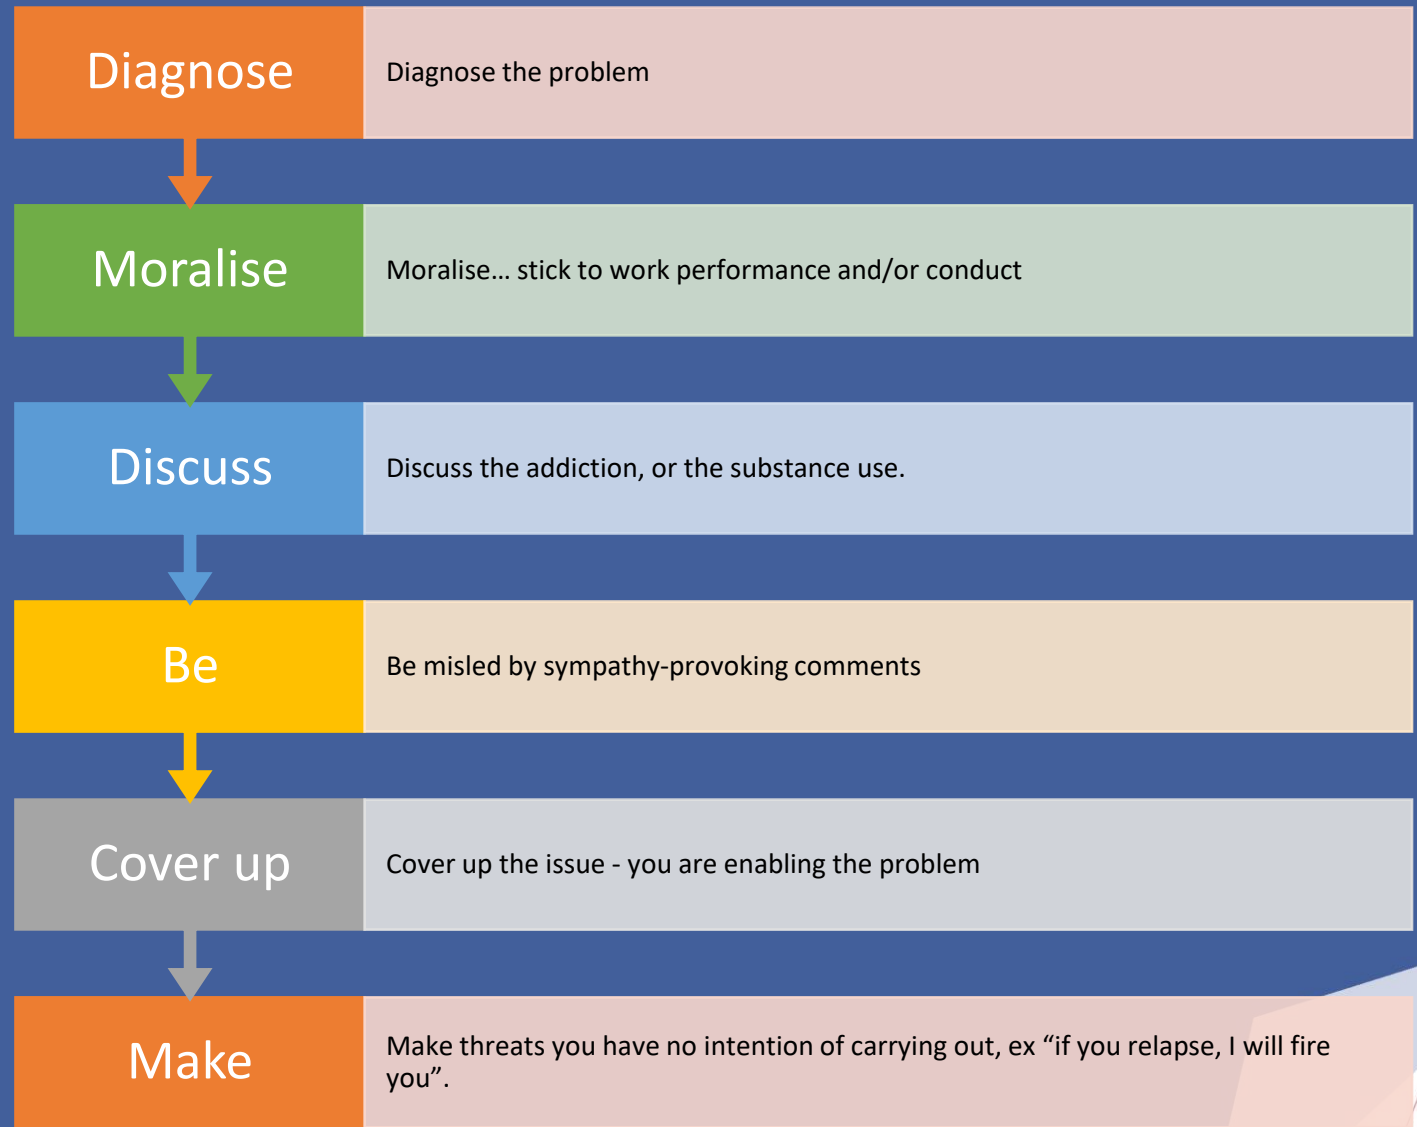 Diagnose
Diagnose the problem
Moralise
Moralise... stick to work performance and/or conduct
Discuss
Discuss the addiction, or the substance use.
Be
Be misled by sympathy-provoking comments
Cover up
Cover up the issue - you are enabling the problem
Make
Make threats you have no intention of carrying out, ex “if you relapse, I will fire
you”.